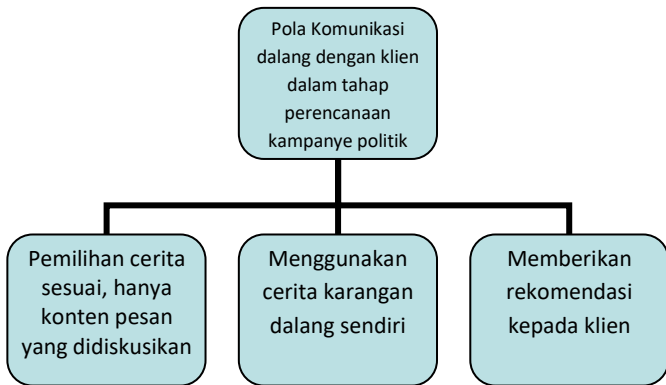 Pola Komunikasi
dalang dengan klien
dalam tahap
perencanaan
kampanye politik
Pemilihan cerita
sesuai, hanya
konten pesan
yang didiskusikan
Menggunakan
cerita karangan
dalang sendiri
Memberikan
rekomendasi
kepada klien